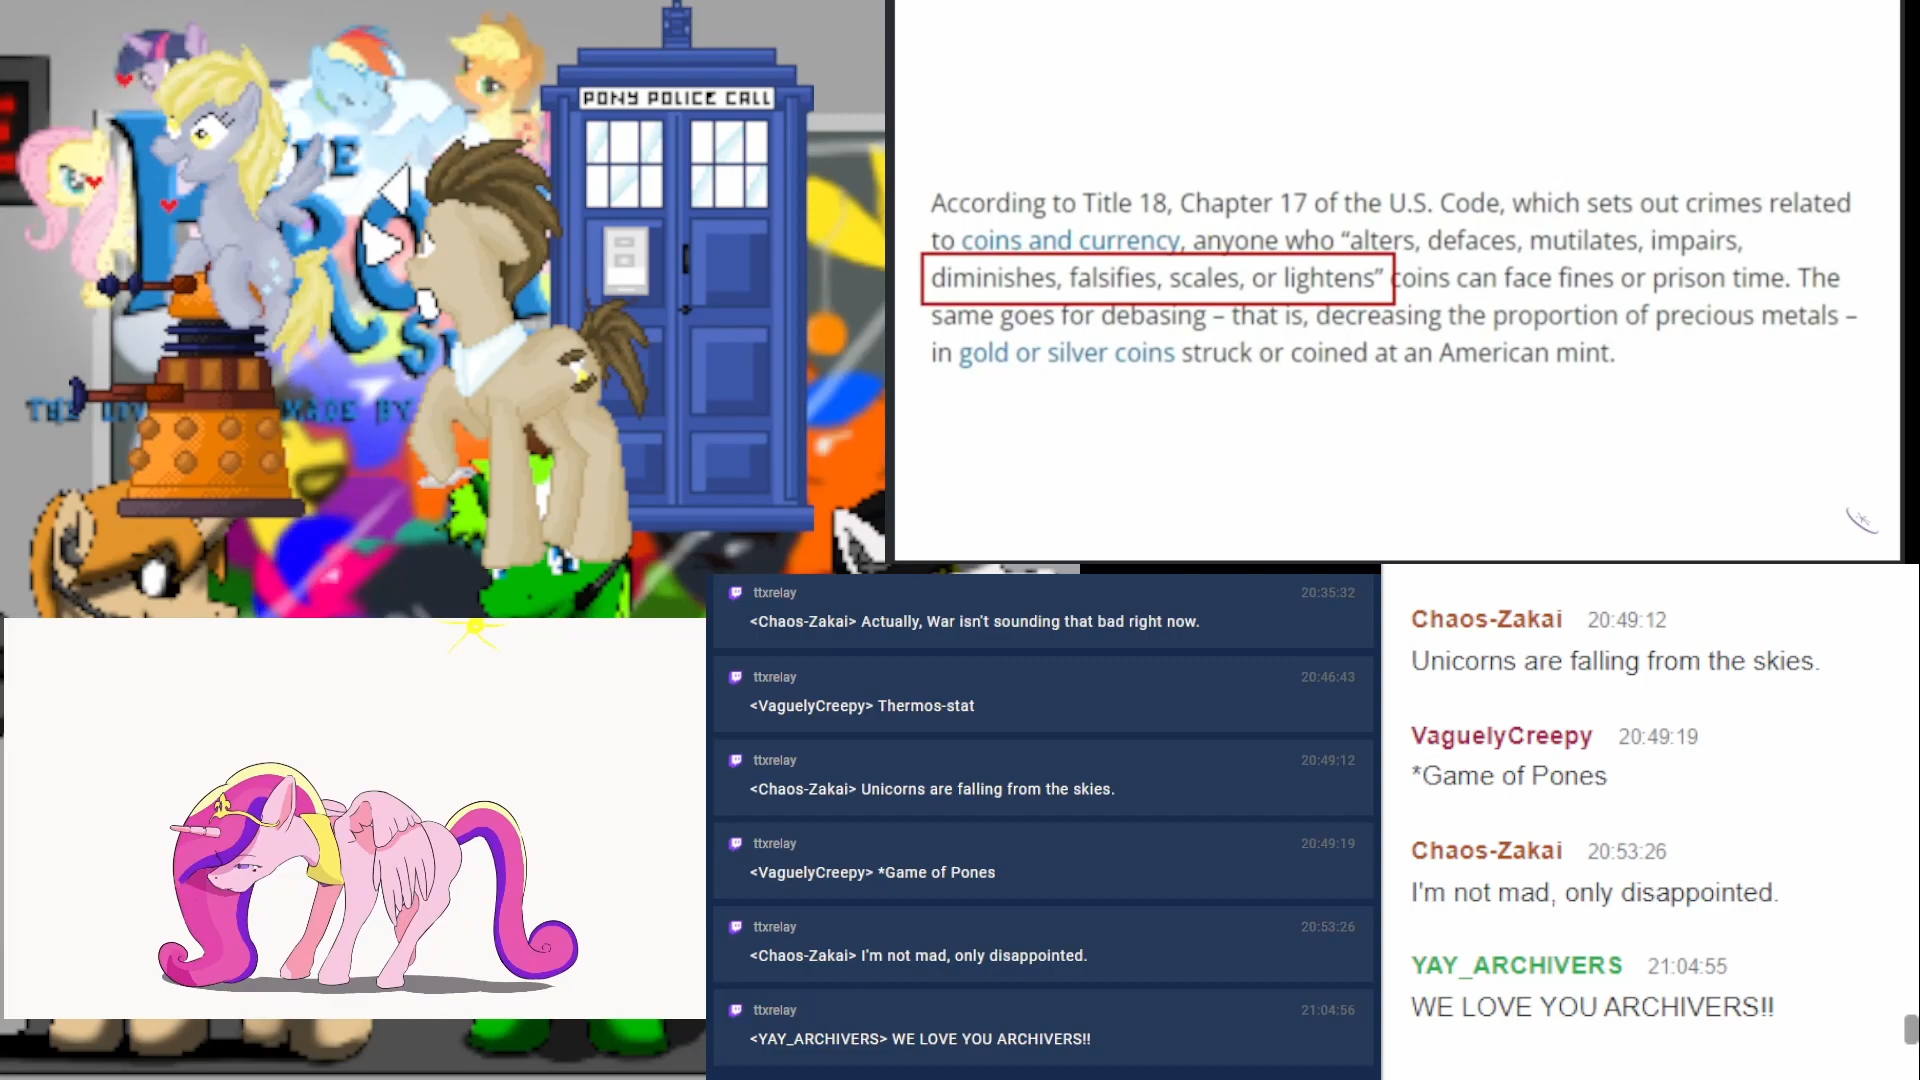 PONY POLICE CALL
THE
MADE BY
According to Title 18, Chapter 17 of the U.S. Code, which sets out crimes related
to coins and currency, anyone who “alters, defaces, mutilates, impairs,
diminishes, falsifies, scales, or lightens” coins can face fines or prison time. The
same goes for debasing – that is, decreasing the proportion of precious metals –
in gold or silver coins struck or coined at an American mint.
ttxrelay 20:35:32
<Chaos-Zakai> Actually, War isn't sounding that bad right now.
ttxrelay 20:46:43
<VaguelyCreepy> Thermos-stat
ttxrelay 20:49:12
<Chaos-Zakai> Unicorns are falling from the skies.
ttxrelay 20:49:19
<VaguelyCreepy> *Game of Pones
ttxrelay 20:53:26
<Chaos-Zakai> I'm not mad, only disappointed.
ttxrelay 21:04:56
<YAY_ARCHIVERS> WE LOVE YOU ARCHIVERS!!
Chaos-Zakai 20:49:12
Unicorns are falling from the skies.
VaguelyCreepy 20:49:19
*Game of Pones
Chaos-Zakai 20:53:26
I'm not mad, only disappointed.
YAY_ARCHIVERS 21:04:55
WE LOVE YOU ARCHIVERS!!